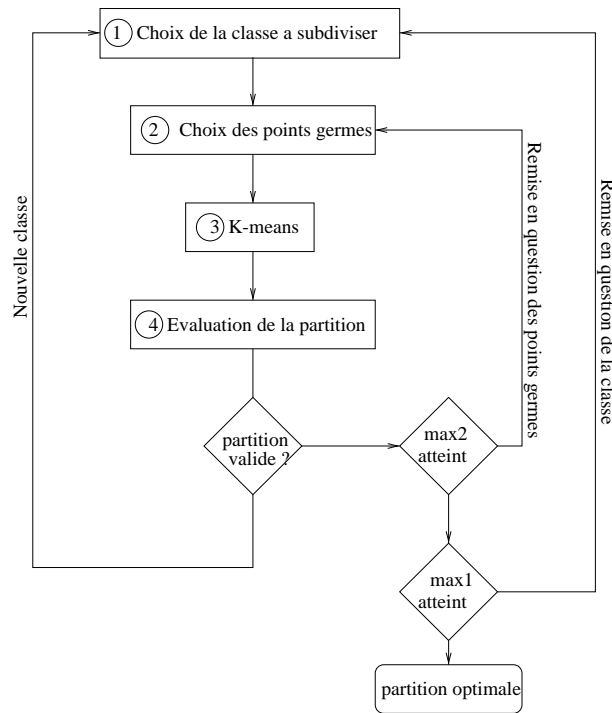 1 Choix de la classe a subdiviser
2 Choix des points germes
3 K-means
4 Evaluation de la partition
partition
valide ?
max2
atteint
max1
atteint
partition optimale
Nouvelle classe
Remise en question des points germes
Remise en question de la classe